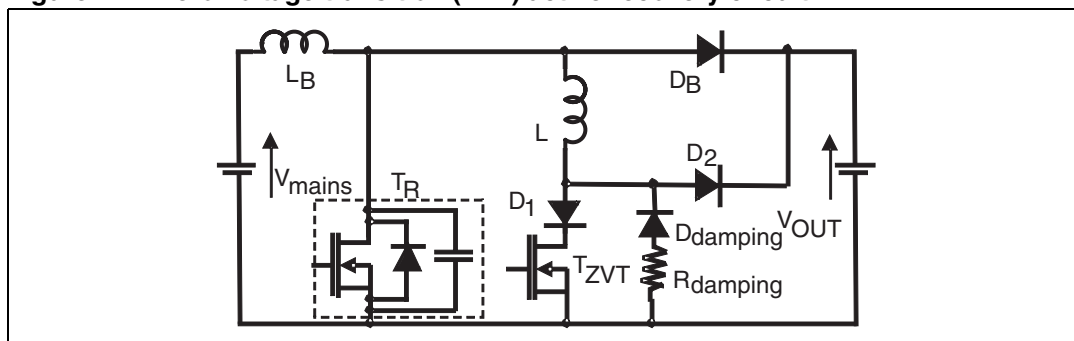 L_B
D_B
L
D_2
V_mains
T_R
D_1
V_OUT
D_damping
T_ZVT
R_damping